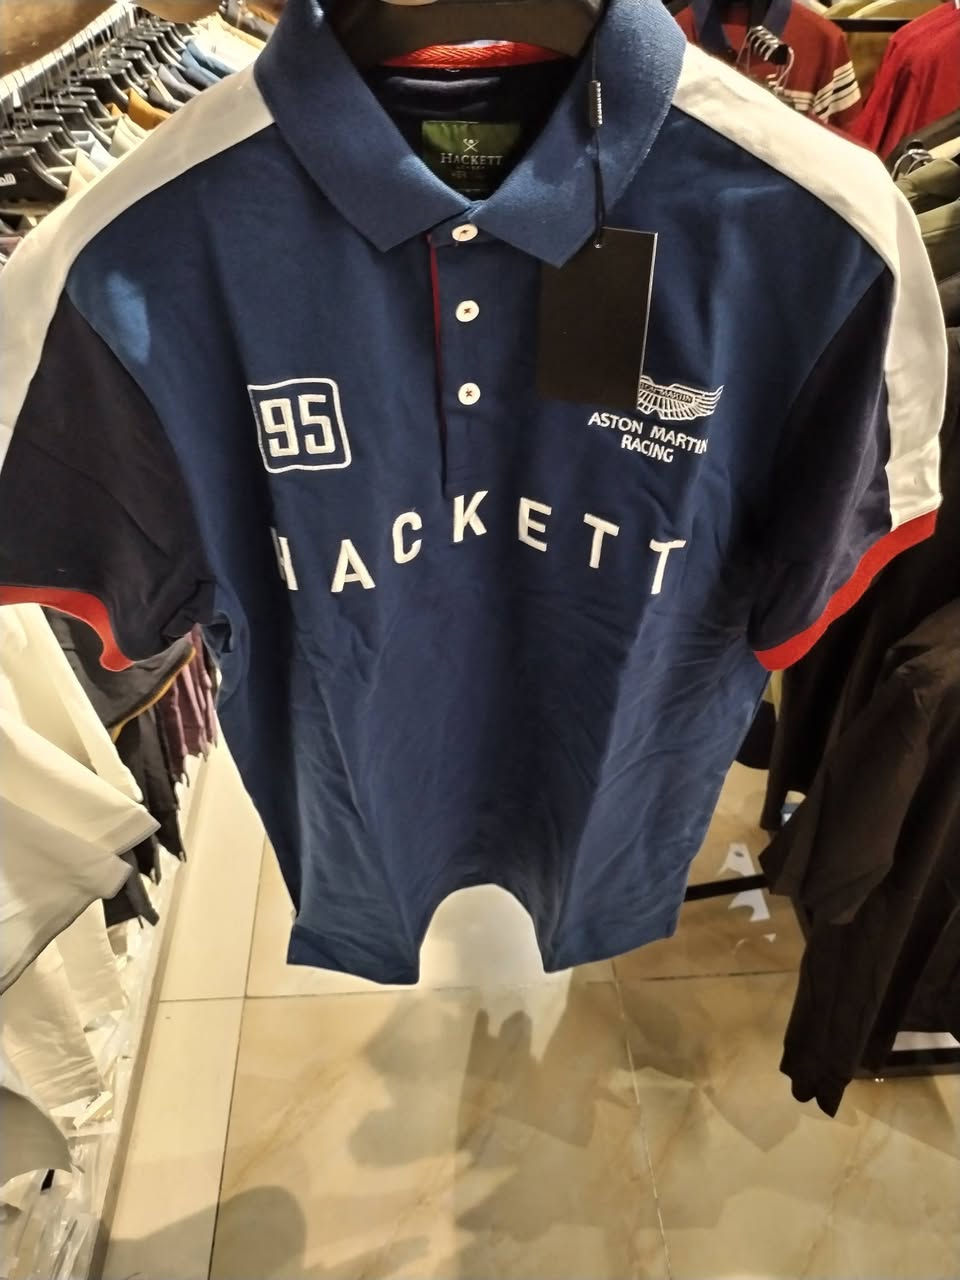 HACKETT
95
ASTON MARTIN
RACING
HACKETT